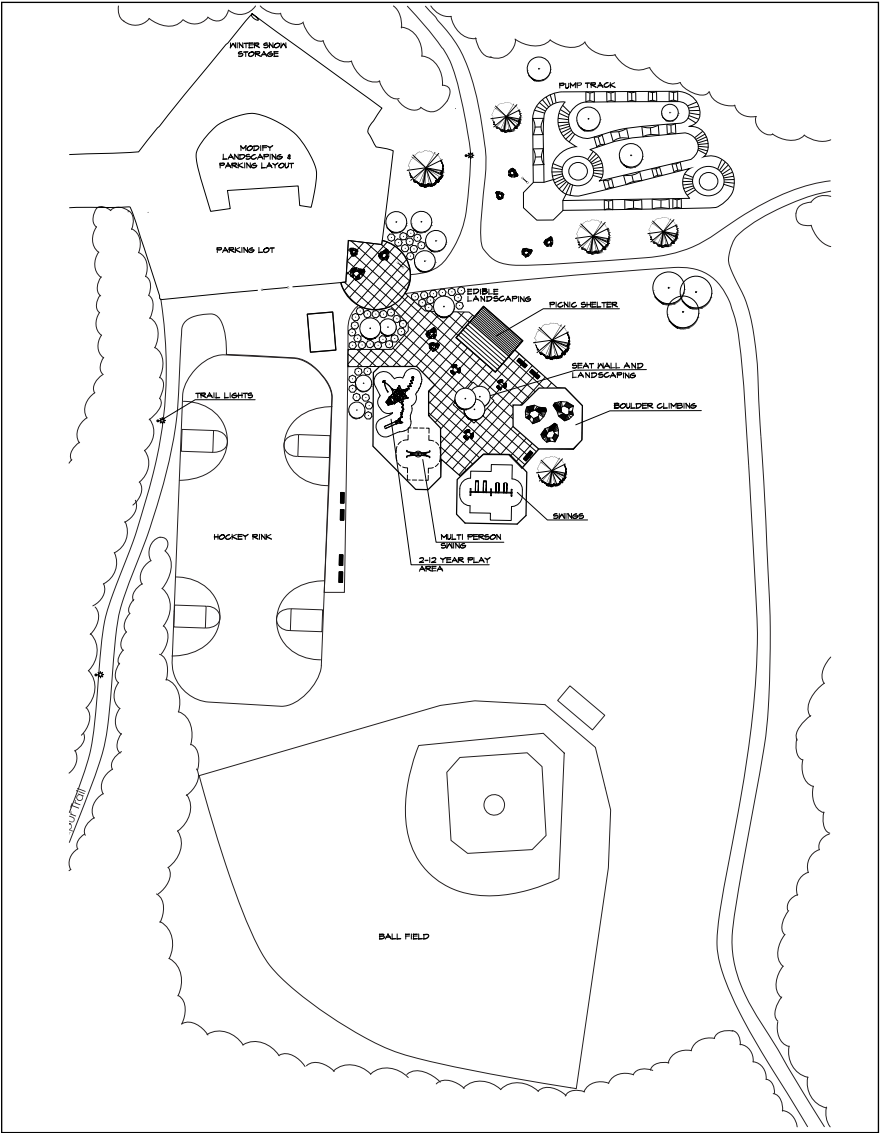 WINTER SNOW
STORAGE
PUMP TRACK
MODIFY
LANDSCAPING &
PARKING LAYOUT
PARKING LOT
EDIBLE
LANDSCAPING
PICNIC SHELTER
SEAT WALL AND
LANDSCAPING
TRAIL LIGHTS
BOULDER CLIMBING
SWINGS
HOCKEY RINK
MULTI PERSON
SWING
2-12 YEAR PLAY
AREA
Trail
BALL FIELD